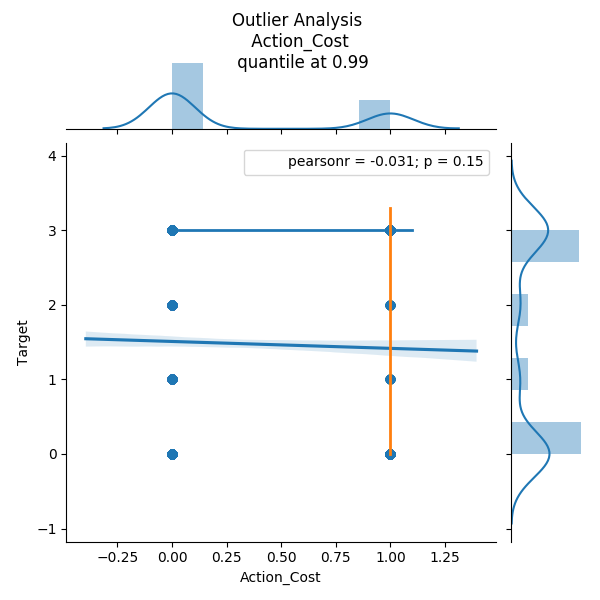 Outlier Analysis
Action_Cost
quantile at 0.99
pearsonr = -0.031; p = 0.15
4
3
2
1
0
−1
Target
−0.25 0.00 0.25 0.50 0.75 1.00 1.25
Action_Cost